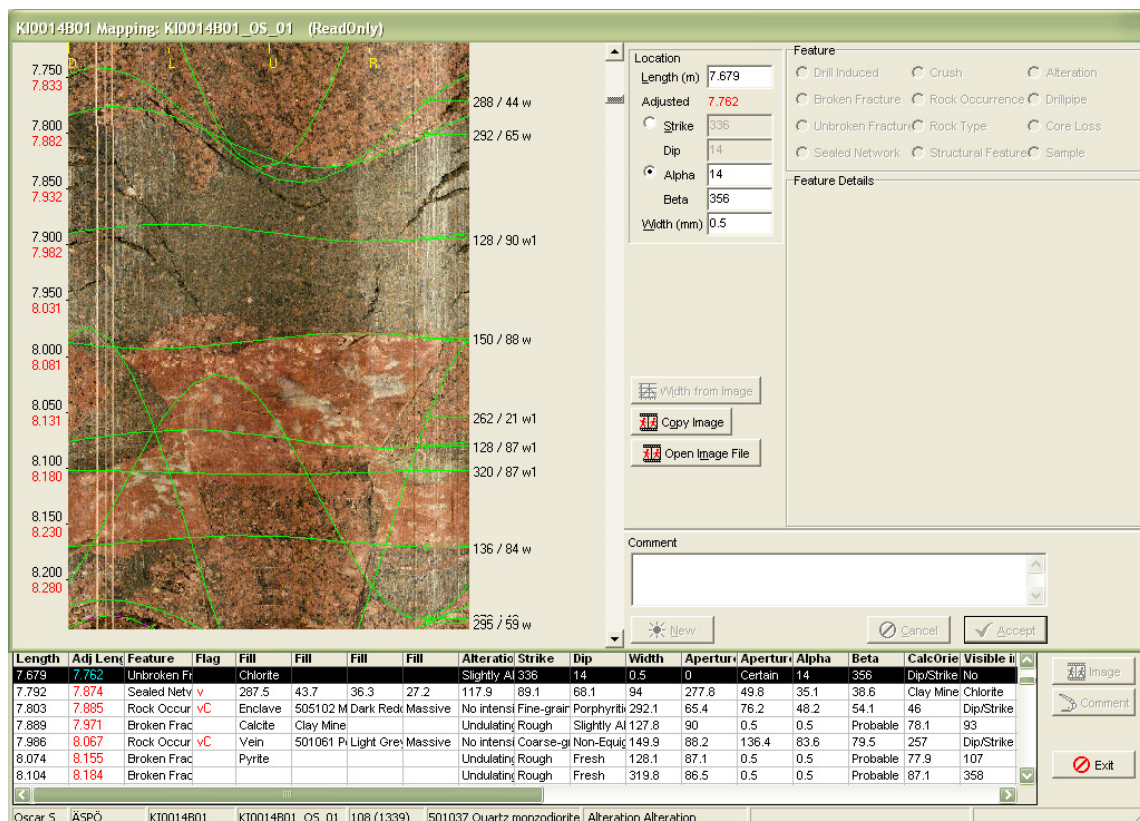 KI0014B01 Mapping: KI0014B01_OS_01 (ReadOnly)
D L U R
7.750
7.833
7.800
7.882
7.850
7.932
7.900
7.982
7.950
8.031
8.000
8.081
8.050
8.131
8.100
8.180
8.150
8.230
8.200
8.280
288 / 44 w
292 / 65 w
128 / 90 w1
150 / 88 w
262 / 21 w1
128 / 87 w1
320 / 87 w1
136 / 84 w
295 / 59 w
Location
Length (m) 7.679
Adjusted 7.762
Strike 336
Dip 14
Alpha 14
Beta 356
Width (mm) 0.5
Width from Image
Copy Image
Open Image File
Feature
Drill Induced Crush Alteration
Broken Fracture Rock Occurrence Drillpipe
Unbroken Fracture Rock Type Core Loss
Sealed Network Structural Feature Sample
Feature Details
Comment
New Cancel Accept
Length Adj Leng Feature Flag Fill Fill Fill Fill Alteratio Strike Dip Width Aperture Aperture Alpha Beta CalcOrie Visible i
7.679 7.762 Unbroken Fr Chlorite Slightly Al 336 14 0.5 0 Certain 14 356 Dip/Strike No
7.792 7.874 Sealed Netv v 287.5 43.7 36.3 27.2 117.9 89.1 68.1 94 277.8 49.8 35.1 38.6 Clay Mine Chlorite
7.803 7.885 Rock Occur vC Enclave 505102 M Dark Redd Massive No intensi Fine-grain Porphyriti 292.1 65.4 76.2 48.2 54.1 46 Dip/Strike
7.889 7.971 Broken Frac Calcite Clay Mine Undulating Rough Slightly Al 127.8 90 0.5 0.5 Probable 78.1 93
7.986 8.067 Rock Occur vC Vein 501061 P Light Grey Massive No intensi Coarse-g Non-Equig 149.9 88.2 136.4 83.6 79.5 257 Dip/Strike
8.074 8.155 Broken Frac Pyrite Undulating Rough Fresh 128.1 87.1 0.5 0.5 Probable 77.9 107
8.104 8.184 Broken Frac Undulating Rough Fresh 319.8 86.5 0.5 0.5 Probable 87.1 358
Image
Comment
Exit
Oscar S ÄSPÖ KI0014B01 KI0014B01_OS_01 108 (1339) 501037 Quartz monzodiorite Alteration Alteration